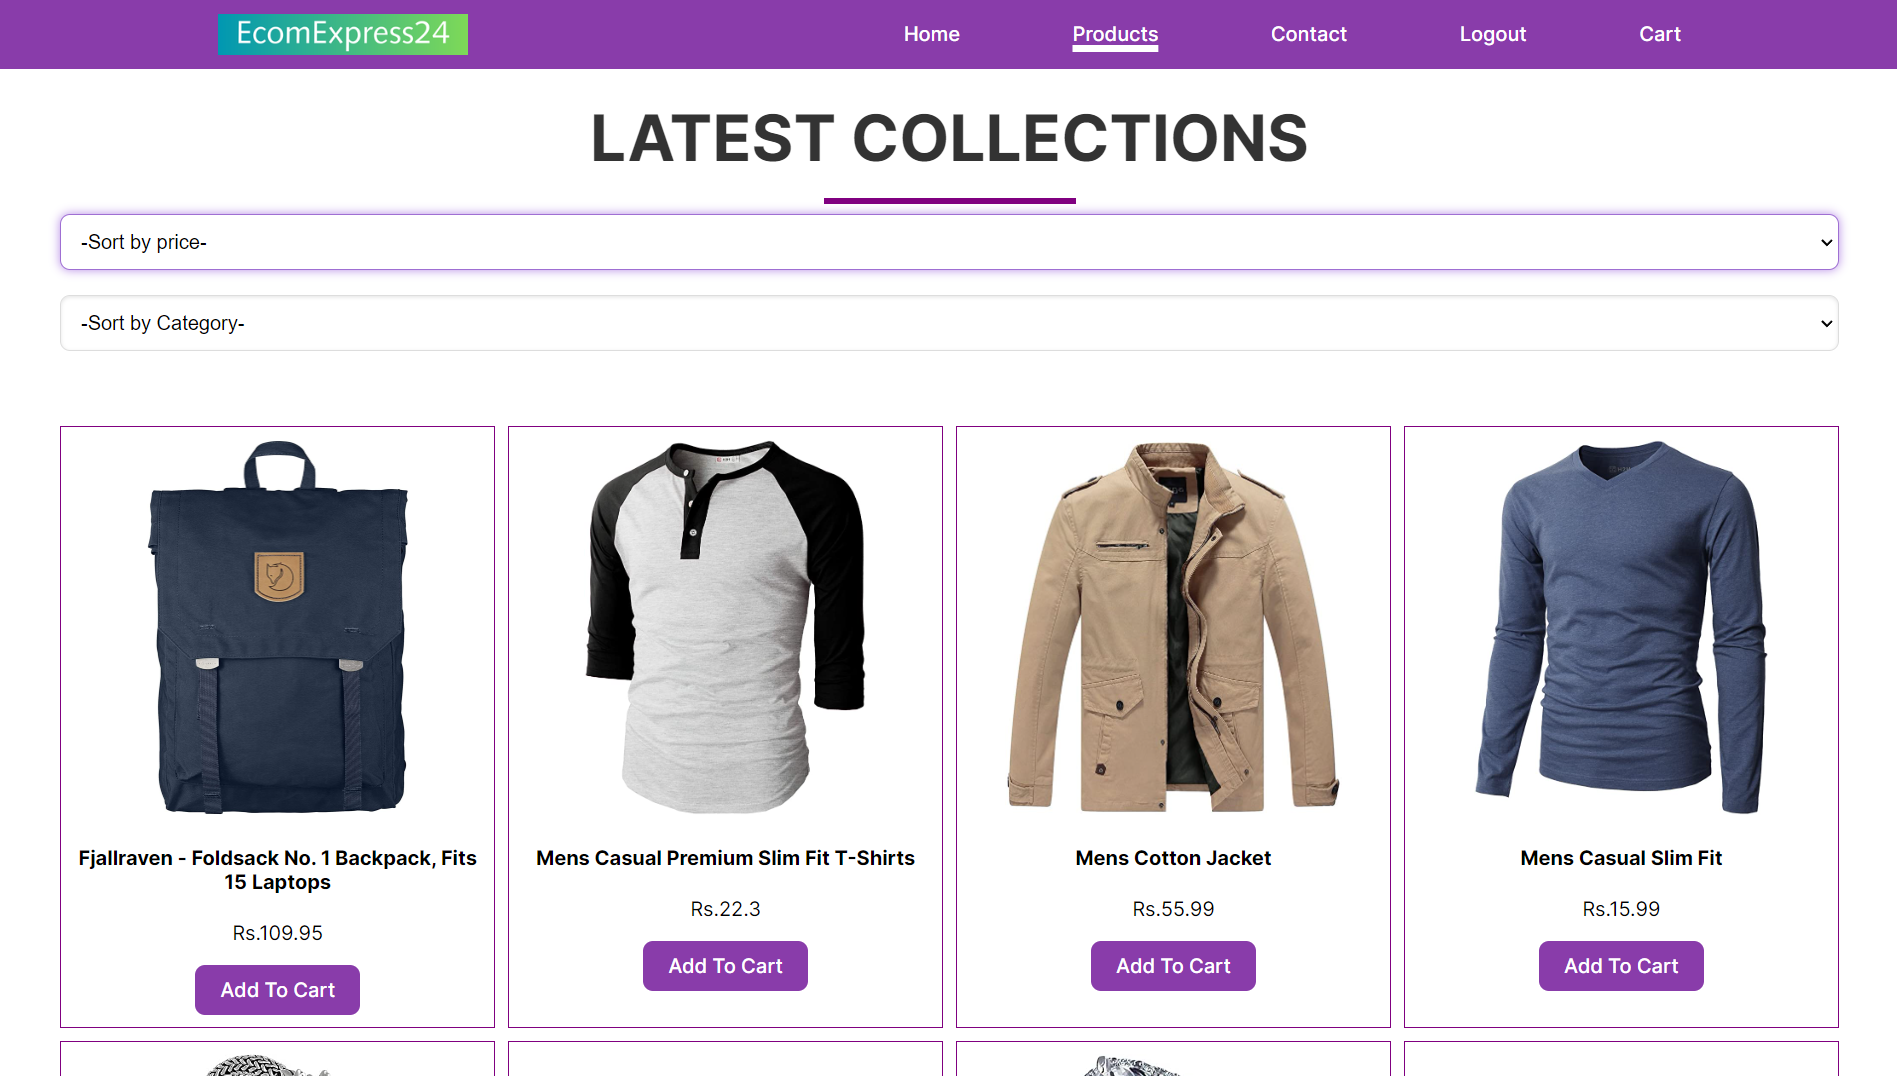 EcomExpress24
Home
Products
Contact
Logout
Cart
LATEST COLLECTIONS
-Sort by price-
-Sort by Category-
Fjallraven - Foldsack No. 1 Backpack, Fits
15 Laptops
Rs.109.95
Add To Cart
Mens Casual Premium Slim Fit T-Shirts
Rs.22.3
Add To Cart
Mens Cotton Jacket
Rs.55.99
Add To Cart
Mens Casual Slim Fit
Rs.15.99
Add To Cart